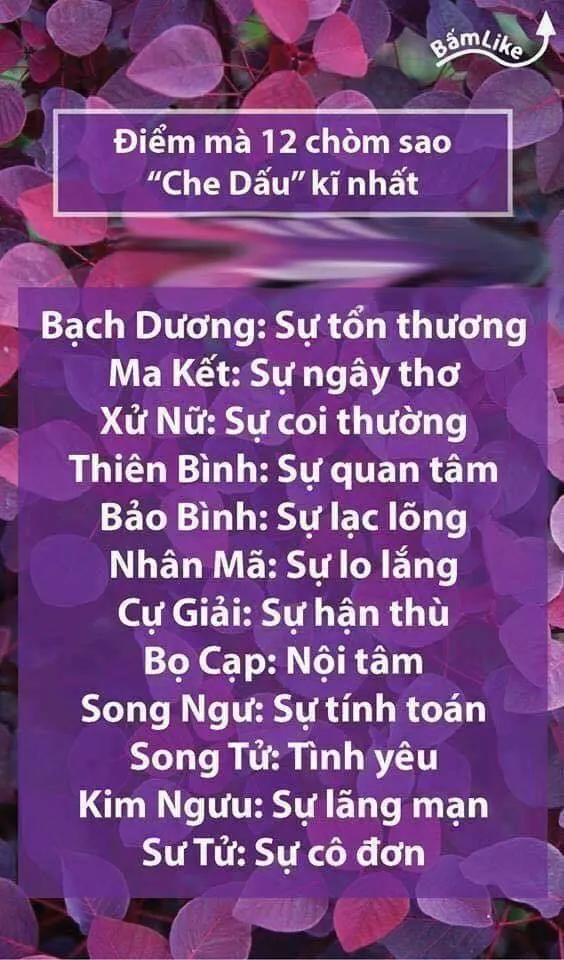 BấmLike
Điểm mà 12 chòm sao
“Che Dấu” kĩ nhất
Bạch Dương: Sự tổn thương
Ma Kết: Sự ngây thơ
Xử Nữ: Sự coi thường
Thiên Bình: Sự quan tâm
Bảo Bình: Sự lạc lõng
Nhân Mã: Sự lo lắng
Cự Giải: Sự hận thù
Bọ Cạp: Nội tâm
Song Ngư: Sự tính toán
Song Tử: Tình yêu
Kim Ngưu: Sự lãng mạn
Sư Tử: Sự cô đơn